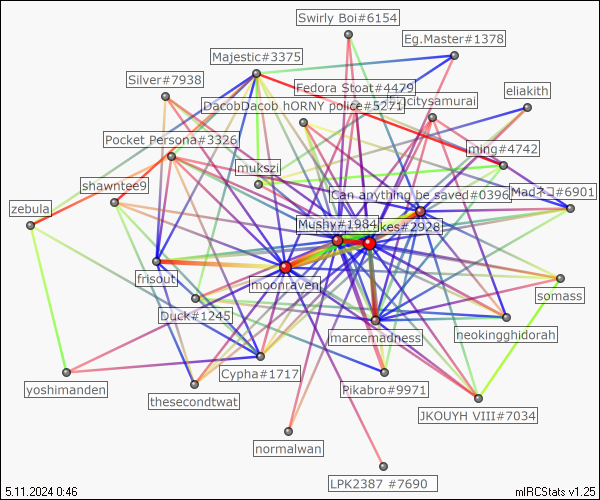 Swirly Boi#6154
Eg.Master#1378
Majestic#3375
Silver#7938
Fedora Stoat#4479
eliakith
DacobDacob hORNY police#5271
citysamurai
Pocket Persona#3326
ming#4742
mukszi
shawntee9
Can anything be saved#0396
Madネコ#6901
zebula
Mushy#1984
kes#2928
frisout
moonraven
somass
Duck#1245
marcemadness
neokingghidorah
Cypha#1717
yoshimanden
thesecondtwat
Pikabro#9971
JKOUYH VIII#7034
normalwan
LPK2387 #7690
5.11.2024 0:46
mIRCStats v1.25